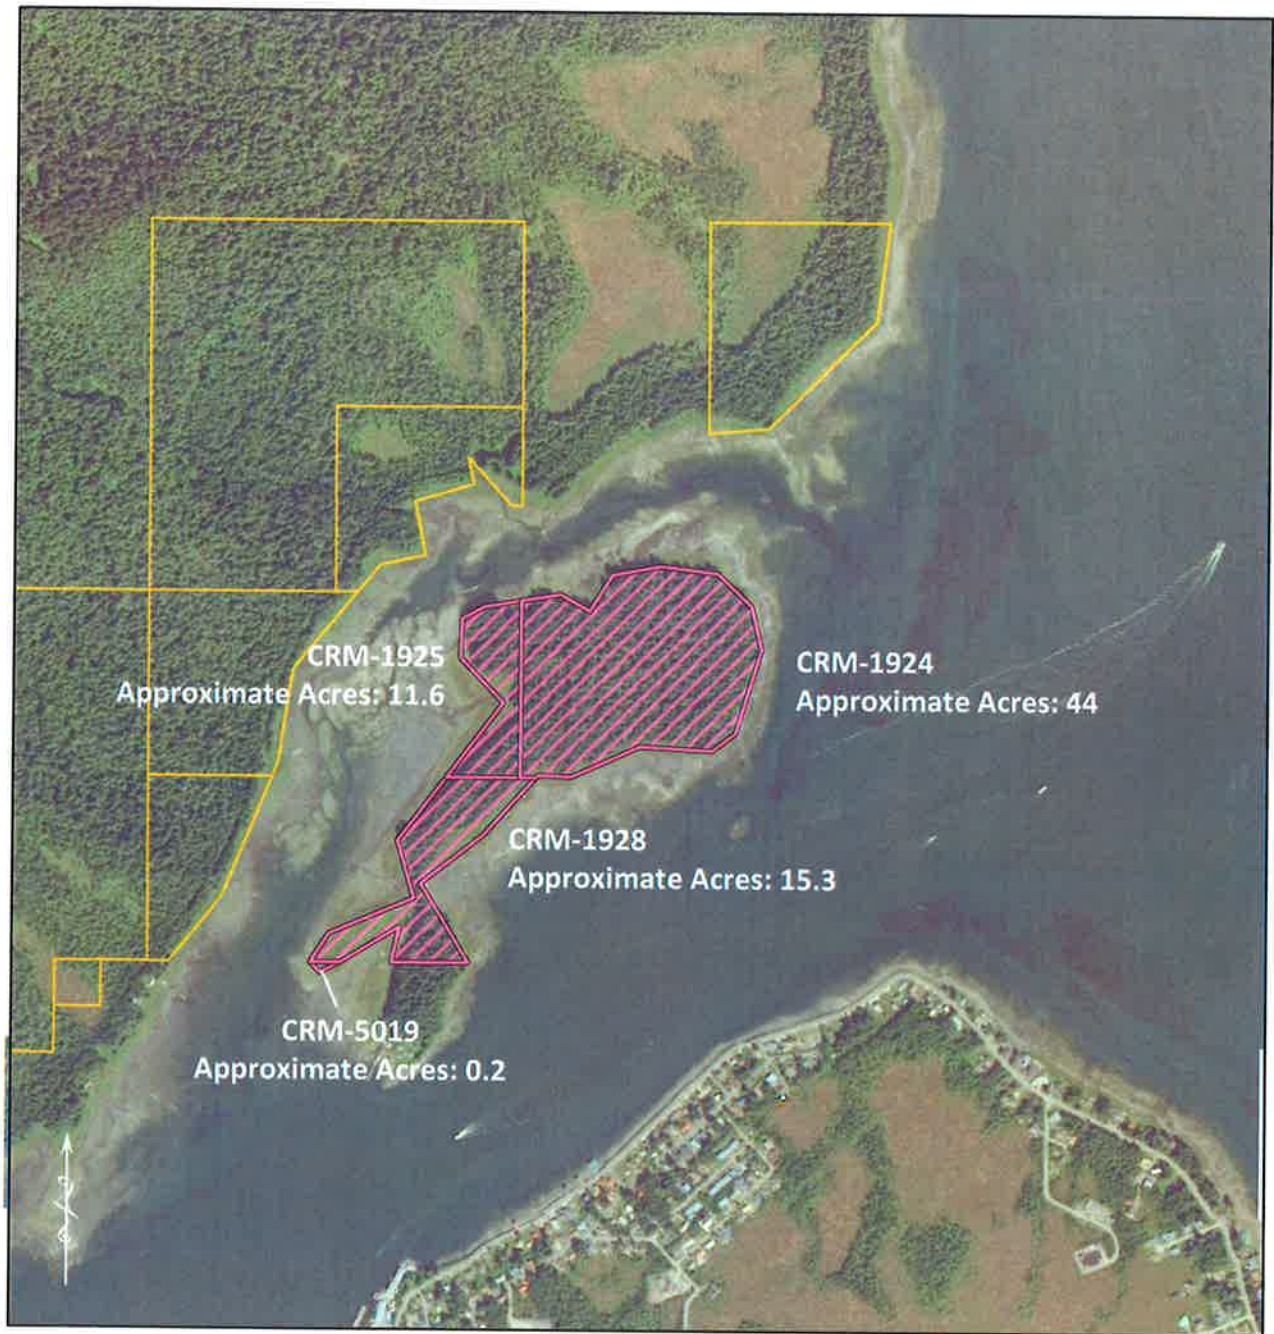 CRM-1925
Approximate Acres: 11.6
CRM-1924
Approximate Acres: 44
CRM-1928
Approximate Acres: 15.3
CRM-5019
Approximate Acres: 0.2